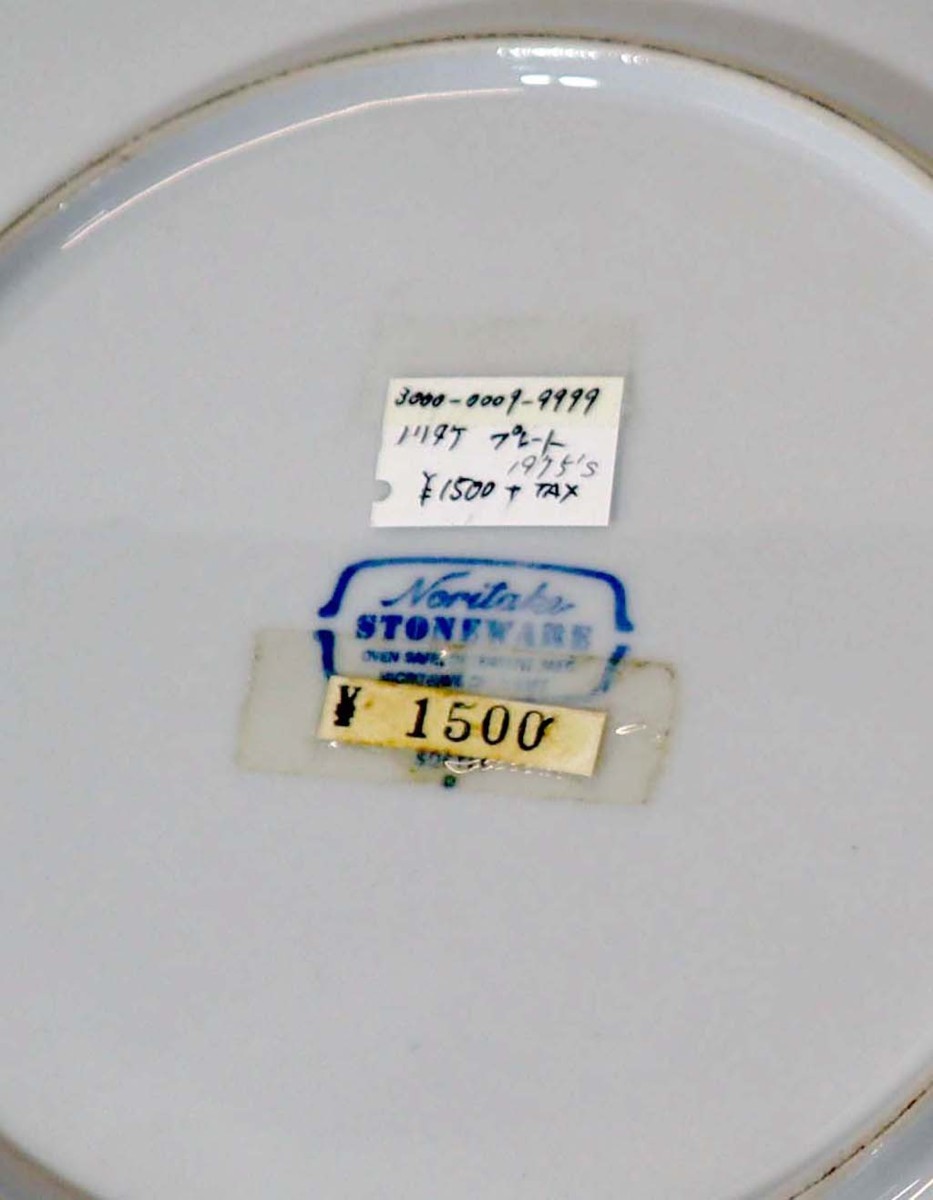 3000-0009-9999
ノリタケ プレート
1975's
¥1500 + TAX
Noritake
STONEWARE
OVEN SAFE,
¥ 1500